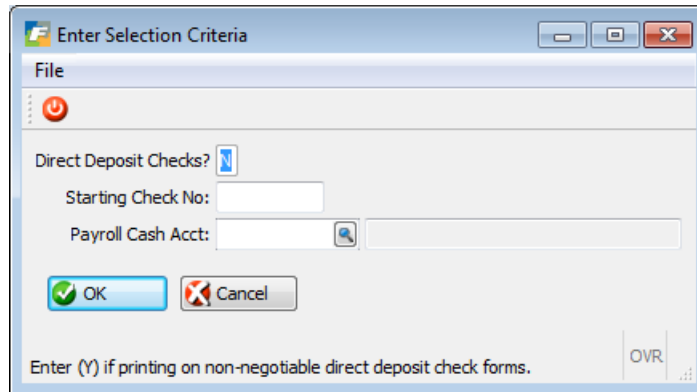 Enter Selection Criteria
File
Direct Deposit Checks? N
Starting Check No:
Payroll Cash Acct:
OK Cancel
Enter (Y) if printing on non-negotiable direct deposit check forms. OVR